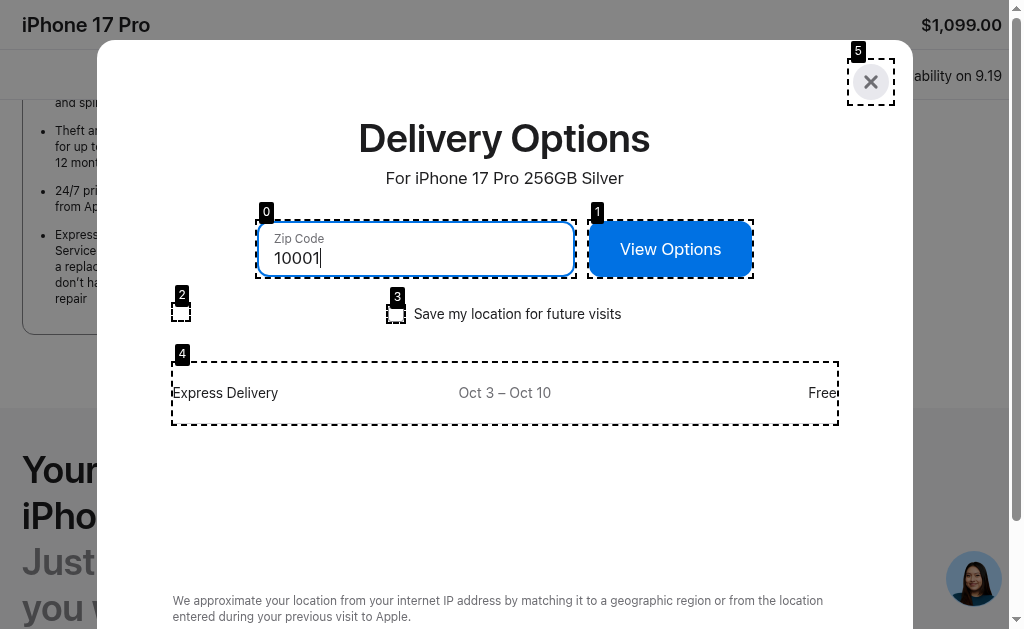 iPhone 17 Pro
$1,099.00
ability on 9.19
and spi
Theft ar
for up to
12 mont
24/7 pri
from Ap
Express
Service
a replac
don't ha
repair
5
Delivery Options
For iPhone 17 Pro 256GB Silver
0
Zip Code
10001
1
View Options
2
3
Save my location for future visits
4
Express Delivery
Oct 3 – Oct 10
Free
Your
iPho
Just
you w
We approximate your location from your internet IP address by matching it to a geographic region or from the location
entered during your previous visit to Apple.